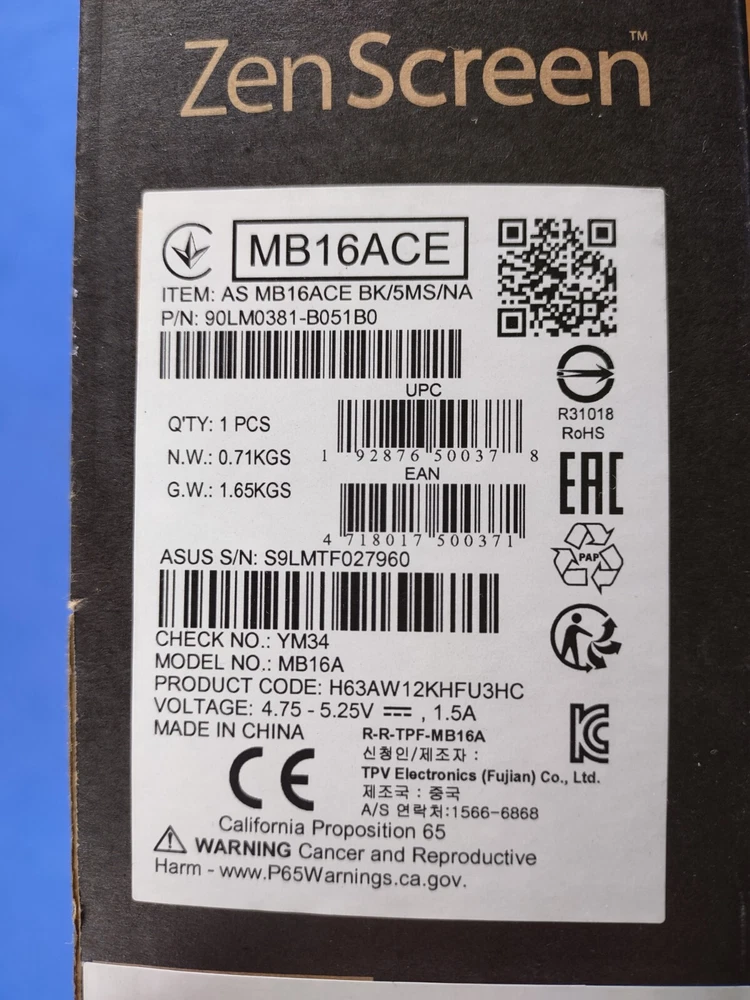 ZenScreen™
MB16ACE
ITEM: AS MB16ACE BK/5MS/NA
P/N: 90LM0381-B051B0
UPC
Q'TY: 1 PCS
1 92876 50037 8
N.W.: 0.71KGS
EAN
G.W.: 1.65KGS
4 718017 500371
R31018
RoHS
EAC
PAP
ASUS S/N: S9LMTF027960
CHECK NO.: YM34
MODEL NO.: MB16A
PRODUCT CODE: H63AW12KHFU3HC
VOLTAGE: 4.75 - 5.25V ⎓ , 1.5A
MADE IN CHINA
CE
R-R-TPF-MB16A
신청인/제조자 :
TPV Electronics (Fujian) Co., Ltd.
제조국 : 중국
A/S 연락처:1566-6868
KC
California Proposition 65
⚠ WARNING Cancer and Reproductive
Harm - www.P65Warnings.ca.gov.